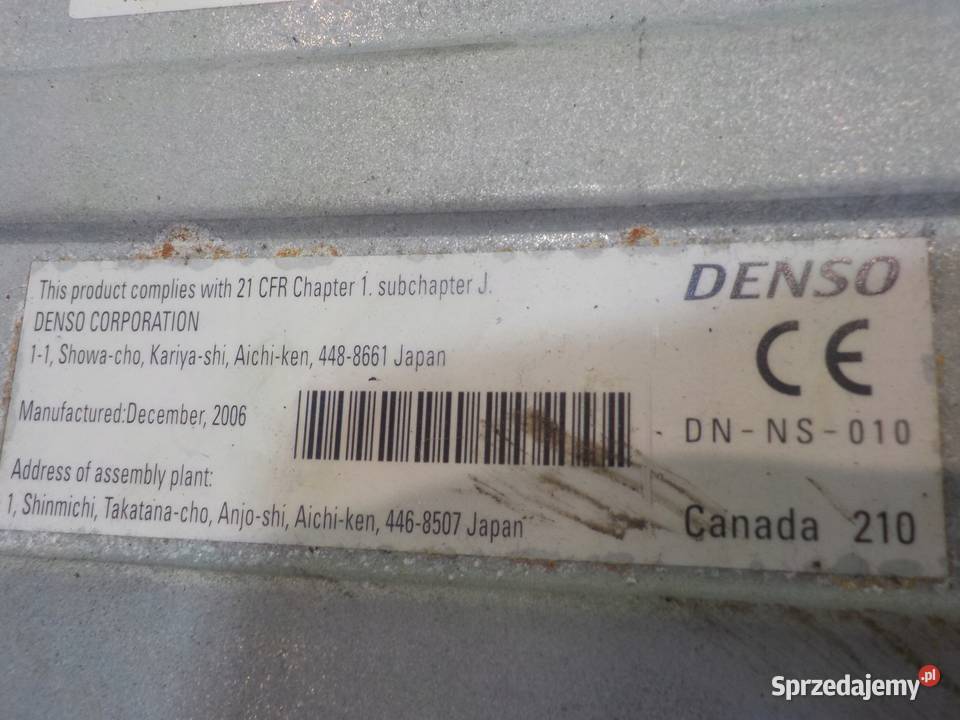 This product complies with 21 CFR Chapter 1. subchapter J.
DENSO CORPORATION
1-1, Showa-cho, Kariya-shi, Aichi-ken, 448-8661 Japan
Manufactured:December, 2006
Address of assembly plant:
1, Shinmichi, Takatana-cho, Anjo-shi, Aichi-ken, 446-8507 Japan
DENSO
CE
DN-NS-010
Canada 210
Sprzedajemy.pl